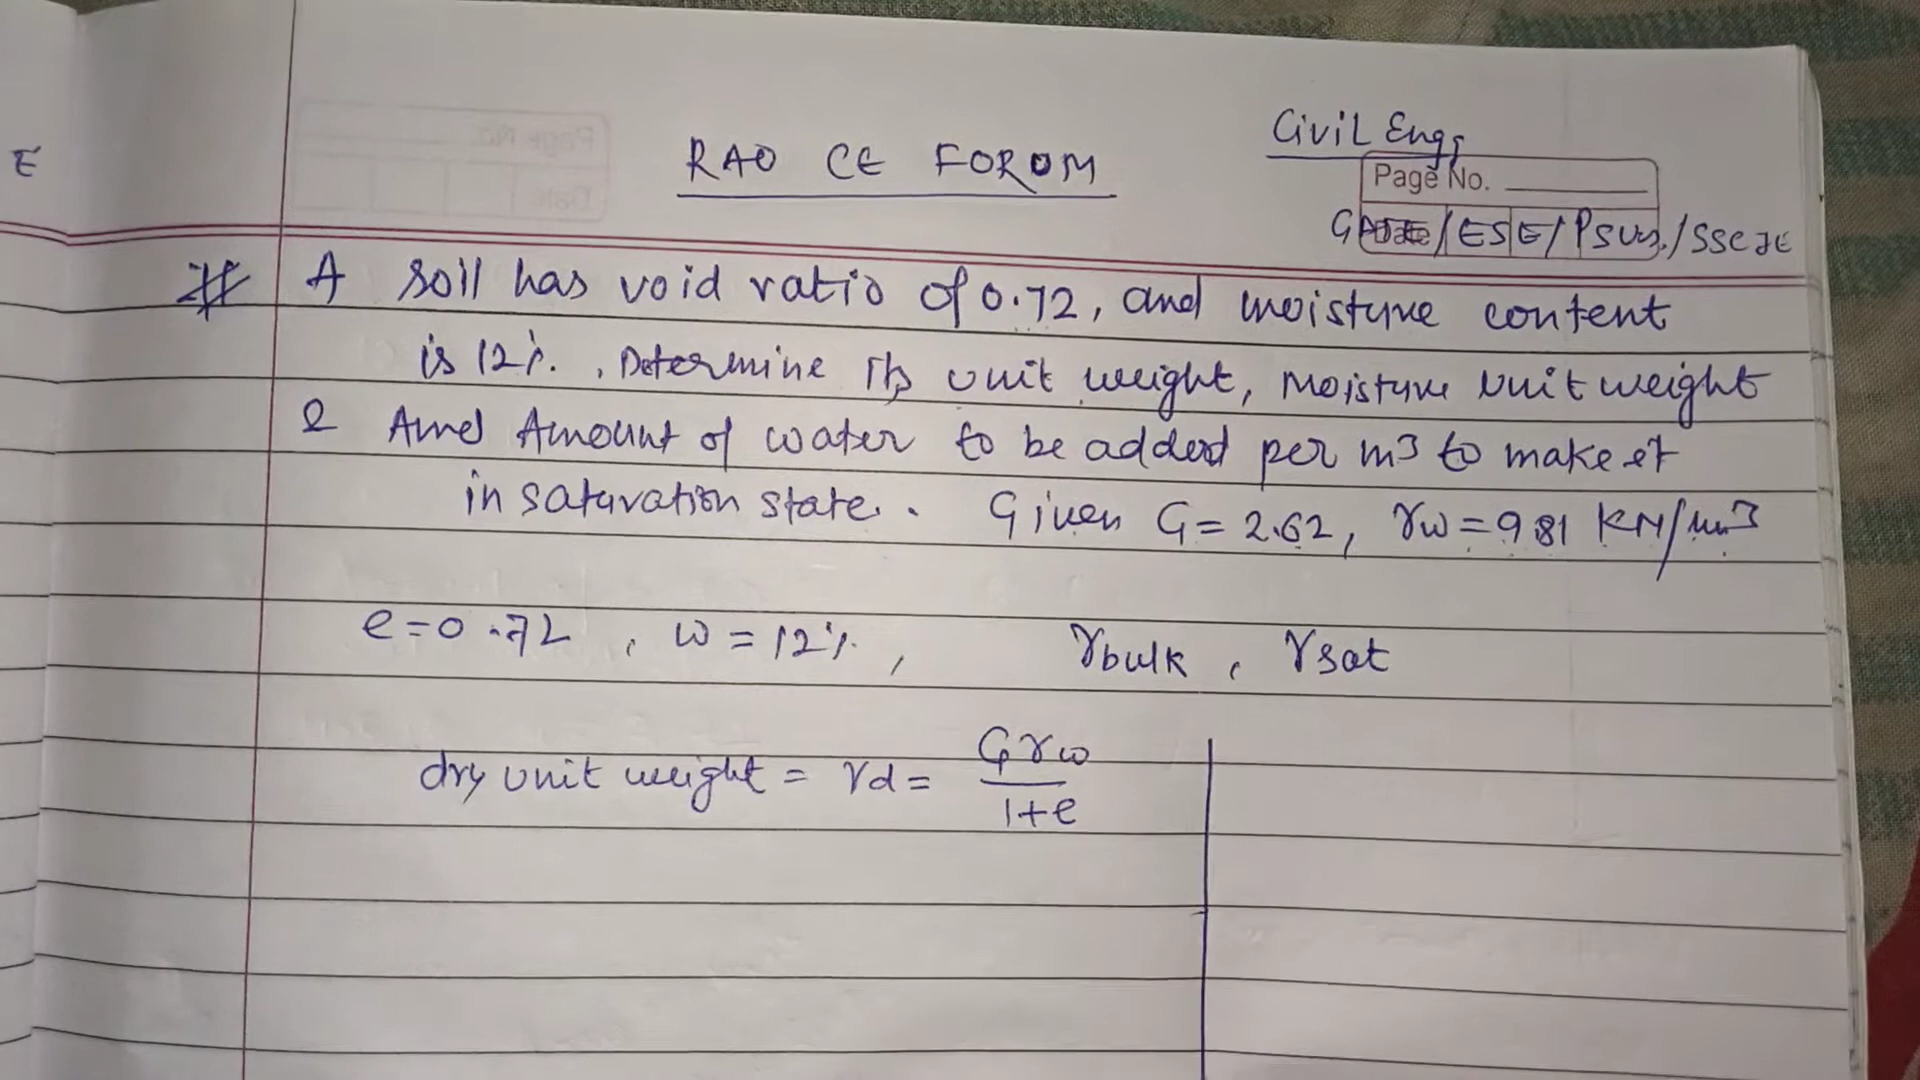 E
RAO CE FOROM
Civil Engg
Page No.
GATE/ESE/PSUs./SSCJE
# A soil has void ratio of 0.72, and moisture content
is 12%. , Determine its unit weight, Moisture unit weight
& And Amount of water to be added per m3 to make it
in saturation state. Given G = 2.62, γw = 9.81 KN/m3
e = 0.72 , w = 12%, γbulk , γsat
dry unit weight = γd = Gγw / 1+e